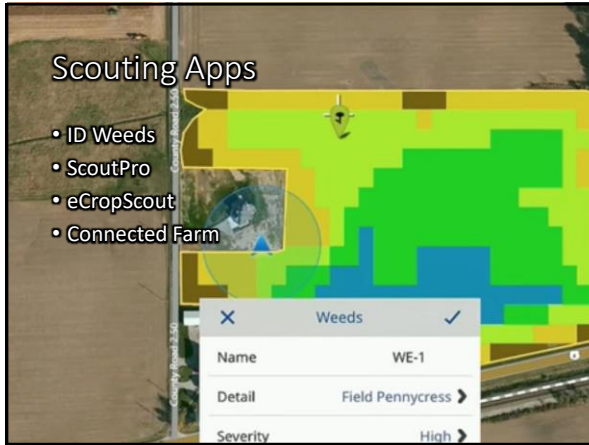 Scouting Apps
• ID Weeds
• ScoutPro
• eCropScout
• Connected Farm
County Road 2 50
County Road 2 50
Weeds
Name WE-1
Detail Field Pennycress
Severity High